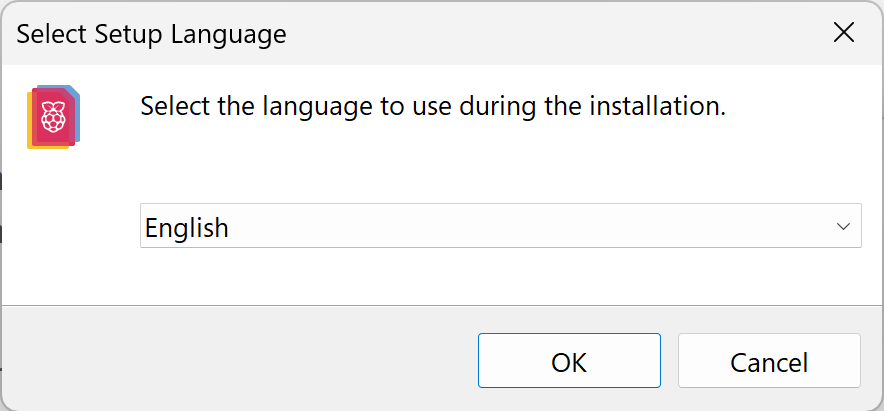 Select Setup Language
Select the language to use during the installation.
English
OK
Cancel